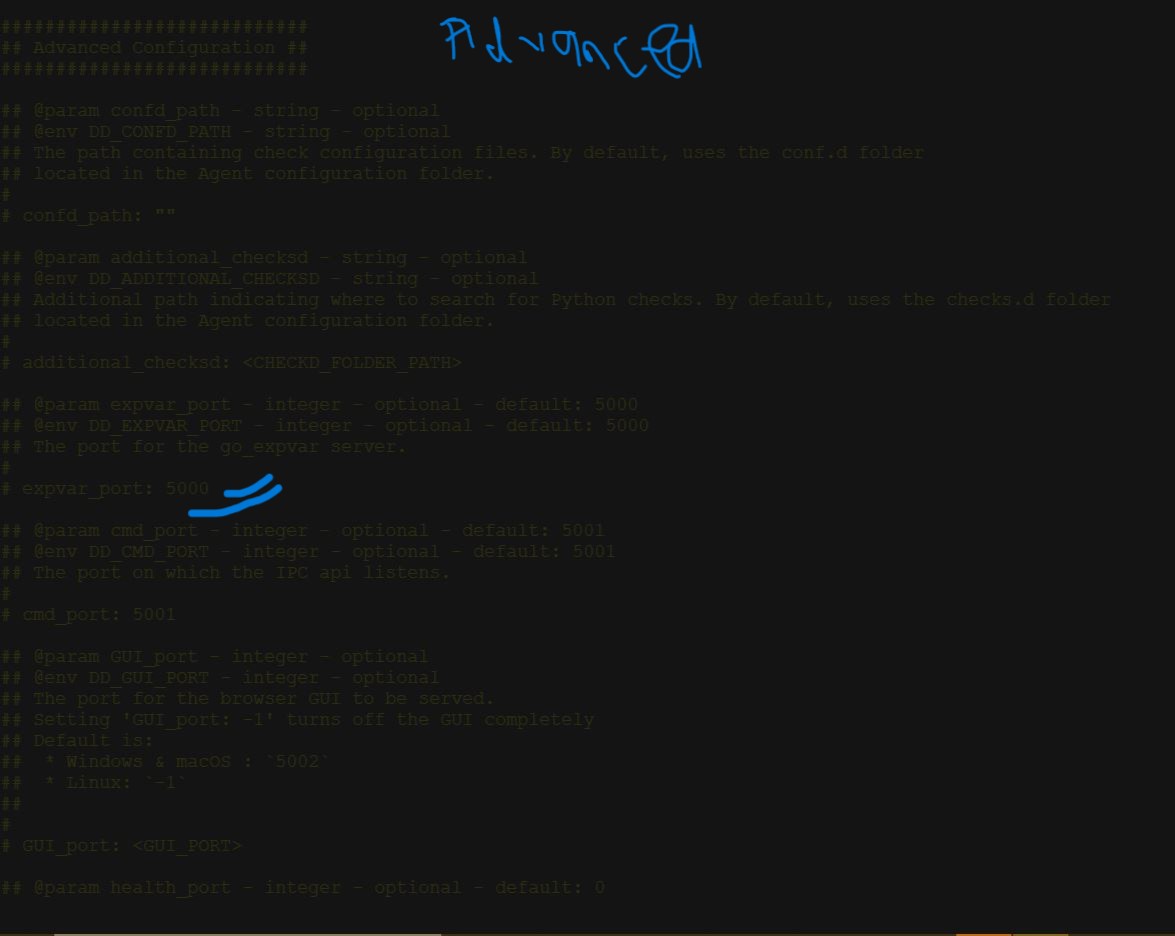 ############################
## Advanced Configuration ##
############################
Advanced
## @param confd_path - string - optional
## @env DD_CONFD_PATH - string - optional
## The path containing check configuration files. By default, uses the conf.d folder
## located in the Agent configuration folder.
#
# confd_path: ""
## @param additional_checksd - string - optional
## @env DD_ADDITIONAL_CHECKSD - string - optional
## Additional path indicating where to search for Python checks. By default, uses the checks.d folder
## located in the Agent configuration folder.
#
# additional_checksd: <CHECKD_FOLDER_PATH>
## @param expvar_port - integer - optional - default: 5000
## @env DD_EXPVAR_PORT - integer - optional - default: 5000
## The port for the go_expvar server.
#
# expvar_port: 5000
## @param cmd_port - integer - optional - default: 5001
## @env DD_CMD_PORT - integer - optional - default: 5001
## The port on which the IPC api listens.
#
# cmd_port: 5001
## @param GUI_port - integer - optional
## @env DD_GUI_PORT - integer - optional
## The port for the browser GUI to be served.
## Setting 'GUI_port: -1' turns off the GUI completely
## Default is:
##  * Windows & macOS : `5002`
##  * Linux: `-1`
##
#
# GUI_port: <GUI_PORT>
## @param health_port - integer - optional - default: 0